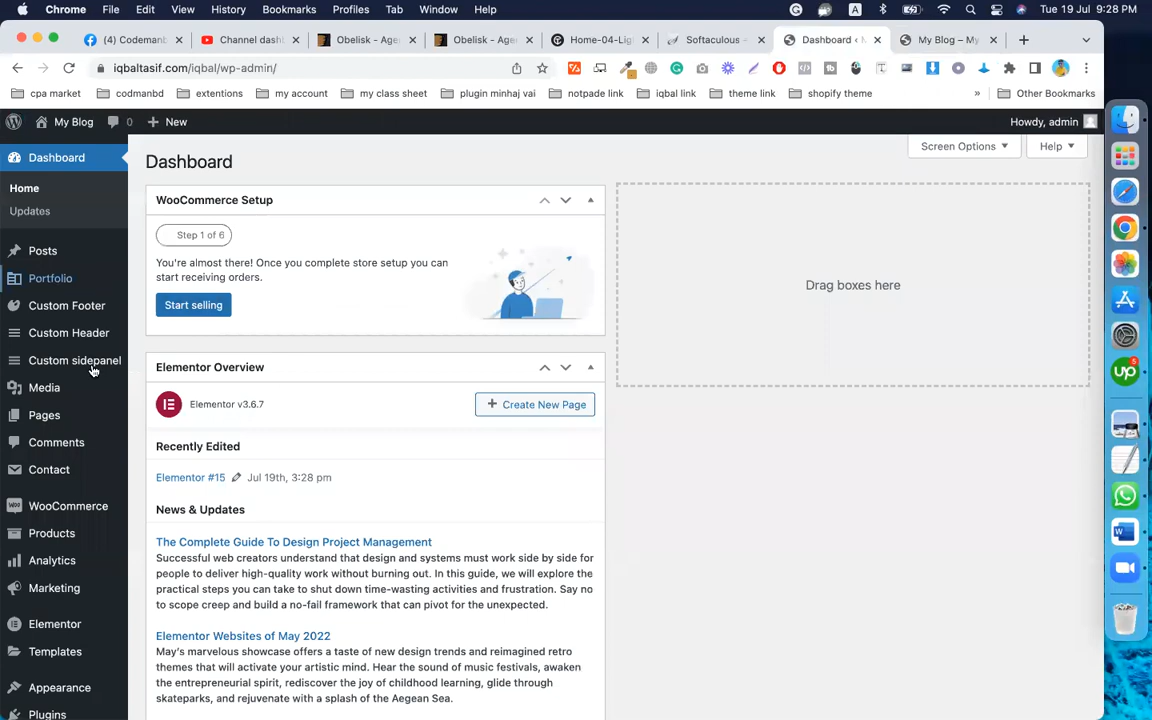 Chrome File Edit View History Bookmarks Profiles Tab Window Help A Tue 19 Jul 9:28 PM
(4) Codemanb Channel dashb Obelisk - Age Obelisk - Agen Home-04-Lig Softaculous - Dashboard ‹ M My Blog – My
iqbaltasif.com/iqbal/wp-admin/
cpa market codmanbd extentions my account my class sheet plugin minhaj vai notpade link iqbal link theme link shopify theme » Other Bookmarks
My Blog 0 New Howdy, admin
Dashboard
Home
Updates
Posts
Portfolio
Custom Footer
Custom Header
Custom sidepanel
Media
Pages
Comments
Contact
WooCommerce
Products
Analytics
Marketing
Elementor
Templates
Appearance
Plugins
Screen Options Help
Dashboard
WooCommerce Setup
Step 1 of 6
You're almost there! Once you complete store setup you can
start receiving orders.
Start selling
Drag boxes here
Elementor Overview
Elementor v3.6.7
Create New Page
Recently Edited
Elementor #15 Jul 19th, 3:28 pm
News & Updates
The Complete Guide To Design Project Management
Successful web creators understand that design and systems must work side by side for
people to deliver high-quality work without burning out. In this guide, we will explore the
practical steps you can take to shut down time-wasting activities and frustration. Say no
to scope creep and build a no-fail framework that can pivot for the unexpected.
Elementor Websites of May 2022
May's marvelous showcase offers a taste of new design trends and reimagined retro
themes that will activate your artistic mind. Hear the sound of music festivals, awaken
the entrepreneurial spirit, rediscover the joy of childhood learning, glide through
skateparks, and rejuvenate with a splash of the Aegean Sea.
up
5